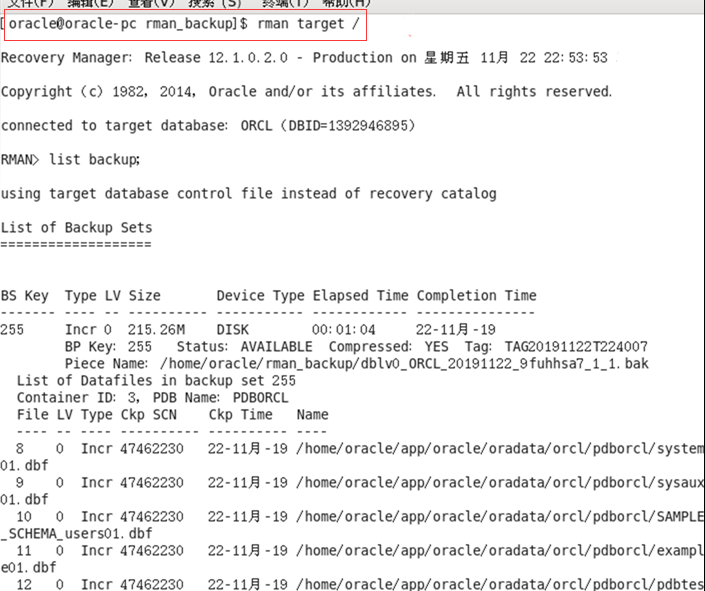 文件(F) 编辑(E) 查看(V) 搜索 (S) 终端(T) 帮助(H)
[oracle@oracle-pc rman_backup]$ rman target /
Recovery Manager: Release 12.1.0.2.0 - Production on 星期五 11月 22 22:53:53
Copyright (c) 1982, 2014, Oracle and/or its affiliates.  All rights reserved.
connected to target database: ORCL (DBID=1392946895)
RMAN> list backup;
using target database control file instead of recovery catalog
List of Backup Sets
===================
BS Key  Type LV Size       Device Type Elapsed Time Completion Time
------- ---- -- ---------- ----------- ------------ ---------------
255     Incr 0  215.26M    DISK        00:01:04     22-11月-19
        BP Key: 255   Status: AVAILABLE  Compressed: YES  Tag: TAG20191122T224007
        Piece Name: /home/oracle/rman_backup/dblv0_ORCL_20191122_9fuhhsa7_1_1.bak
  List of Datafiles in backup set 255
  Container ID: 3, PDB Name: PDBORCL
  File LV Type Ckp SCN    Ckp Time   Name
  ---- -- ---- ---------- ---------- ----
  8    0  Incr 47462230   22-11月-19 /home/oracle/app/oracle/oradata/orcl/pdborcl/system
01.dbf
  9    0  Incr 47462230   22-11月-19 /home/oracle/app/oracle/oradata/orcl/pdborcl/sysaux
01.dbf
  10   0  Incr 47462230   22-11月-19 /home/oracle/app/oracle/oradata/orcl/pdborcl/SAMPLE
_SCHEMA_users01.dbf
  11   0  Incr 47462230   22-11月-19 /home/oracle/app/oracle/oradata/orcl/pdborcl/exampl
e01.dbf
  12   0  Incr 47462230   22-11月-19 /home/oracle/app/oracle/oradata/orcl/pdborcl/pdbtes